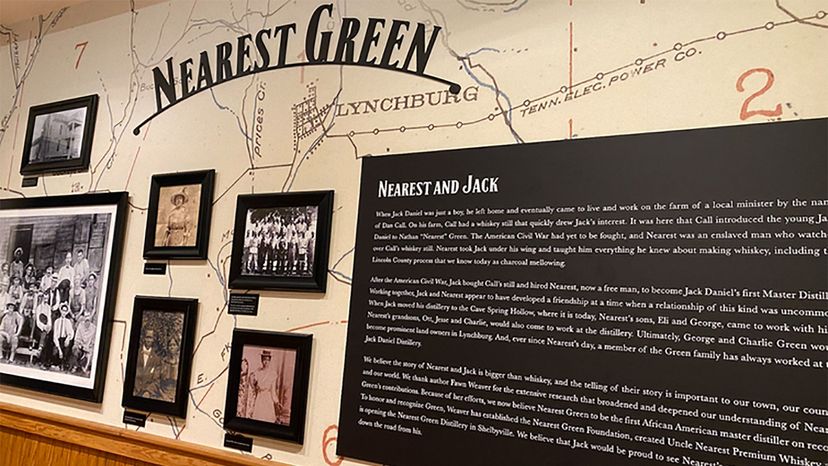 NEAREST GREEN
7
Prices Cr.
LYNCHBURG
TENN. ELEC. POWER CO.
2
NEAREST AND JACK
When Jack Daniel was just a boy, he left home and eventually came to live and work on the farm of a local minister by the
of Dan Call. On his farm, Call had a whiskey still that quickly drew Jack's interest. It was here that Call introduced the young
Daniel to Nathan “Nearest” Green. The American Civil War had yet to be fought, and Nearest was an enslaved man who
over Call's whiskey still. Nearest took Jack under his wing and taught him everything he knew about making whiskey, including the
Lincoln County process that we know today as charcoal mellowing.
After the American Civil War, Jack bought Call's still and hired Nearest, now a free man, to become Jack Daniel's first Master
Working together, Jack and Nearest appear to have developed a friendship at a time when a relationship of this kind was
When Jack moved his distillery to the Cave Spring Hollow, where it is today, Nearest's sons, Eli and George, came to work with
Nearest's grandsons, Ott, Jesse and Charlie, would also come to work at the distillery. Ultimately, George and Charlie Green
become prominent land owners in Lynchburg. And, ever since Nearest's day, a member of the Green family has always worked at
Jack Daniel Distillery.
We believe the story of Nearest and Jack is bigger than whiskey, and the telling of their story is important to our town, our
and our world. We thank author Fawn Weaver for the extensive research that broadened and deepened our understanding of
Green's contributions. Because of her efforts, we now believe Nearest Green to be the first African American master distiller on
To honor and recognize Green, Weaver has established the Nearest Green Foundation, created Uncle Nearest Premium Whiskey
is opening the Nearest Green Distillery in Shelbyville. We believe that Jack would be proud to see
down the road from his.
6